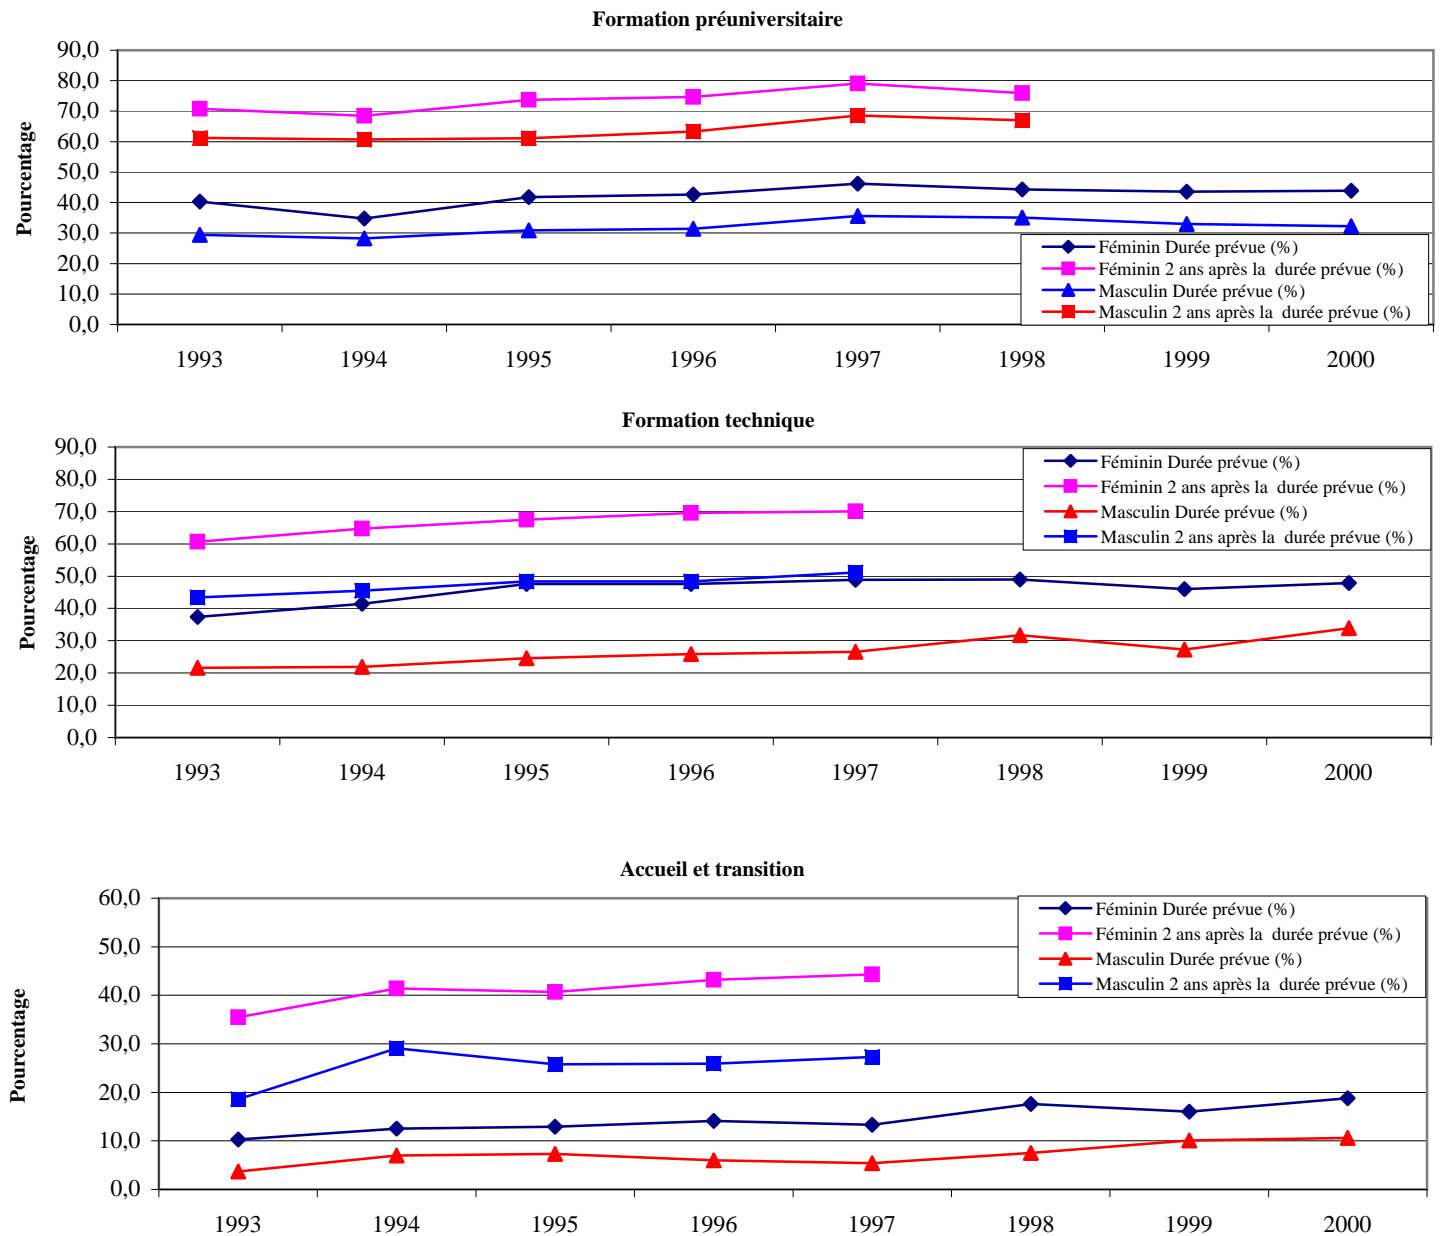 Formation préuniversitaire
90,0
80,0
70,0
60,0
50,0
40,0
30,0
20,0
10,0
0,0
Pourcentage
Féminin Durée prévue (%)
Féminin 2 ans après la durée prévue (%)
Masculin Durée prévue (%)
Masculin 2 ans après la durée prévue (%)
1993 1994 1995 1996 1997 1998 1999 2000
Formation technique
90,0
80,0
70,0
60,0
50,0
40,0
30,0
20,0
10,0
0,0
Pourcentage
Féminin Durée prévue (%)
Féminin 2 ans après la durée prévue (%)
Masculin Durée prévue (%)
Masculin 2 ans après la durée prévue (%)
1993 1994 1995 1996 1997 1998 1999 2000
Accueil et transition
60,0
50,0
40,0
30,0
20,0
10,0
0,0
Pourcentage
Féminin Durée prévue (%)
Féminin 2 ans après la durée prévue (%)
Masculin Durée prévue (%)
Masculin 2 ans après la durée prévue (%)
1993 1994 1995 1996 1997 1998 1999 2000